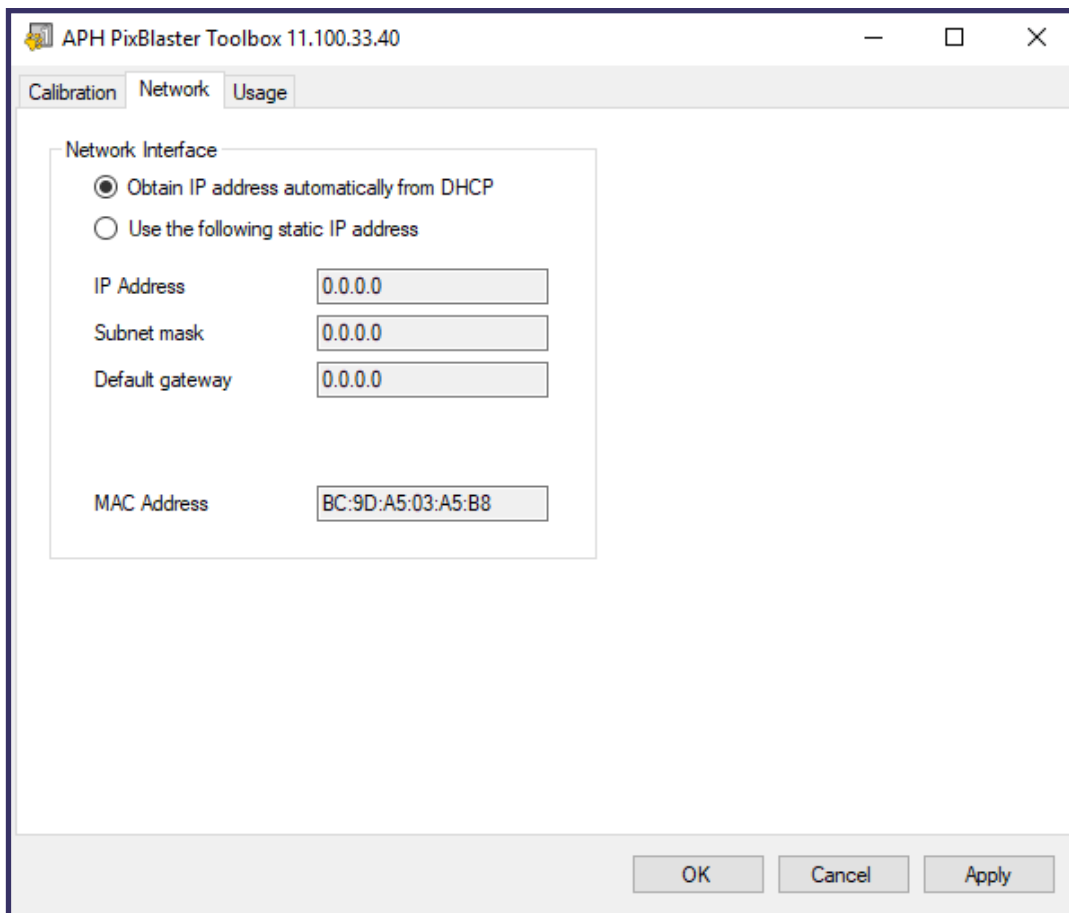 APH PixBlaster Toolbox 11.100.33.40
Calibration Network Usage
Network Interface
Obtain IP address automatically from DHCP
Use the following static IP address
IP Address 0.0.0.0
Subnet mask 0.0.0.0
Default gateway 0.0.0.0
MAC Address BC:9D:A5:03:A5:B8
OK Cancel Apply